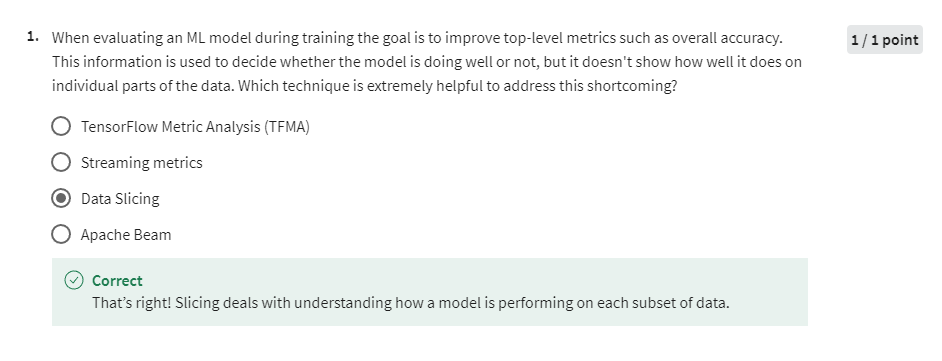 1. When evaluating an ML model during training the goal is to improve top-level metrics such as overall accuracy.
1 / 1 point
This information is used to decide whether the model is doing well or not, but it doesn't show how well it does on
individual parts of the data. Which technique is extremely helpful to address this shortcoming?
TensorFlow Metric Analysis (TFMA)
Streaming metrics
Data Slicing
Apache Beam
Correct
That's right! Slicing deals with understanding how a model is performing on each subset of data.